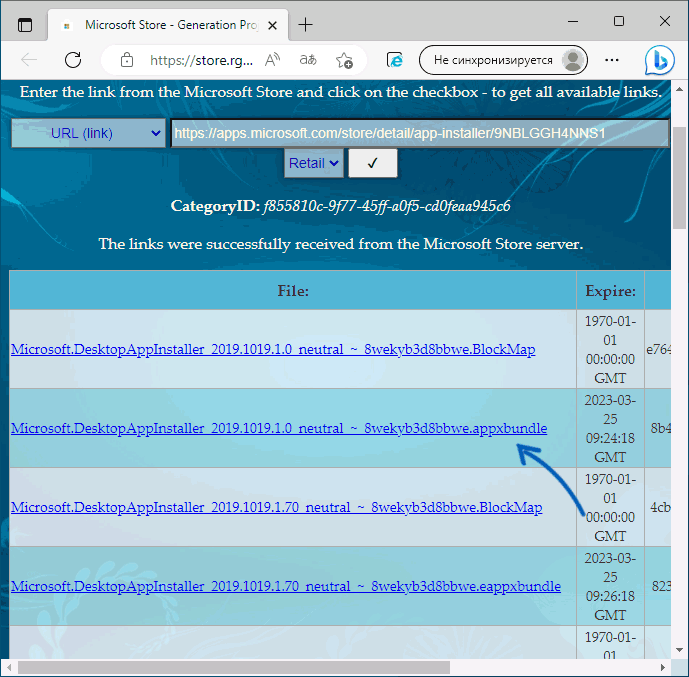 Microsoft Store - Generation Pro
https://store.rg...
Не синхронизируется
Enter the link from the Microsoft Store and click on the checkbox - to get all available links.
URL (link)
https://apps.microsoft.com/store/detail/app-installer/9NBLGGH4NNS1
Retail
✓
CategoryID: f855810c-9f77-45ff-a0f5-cd0feaa945c6
The links were successfully received from the Microsoft Store server.
File: Expire:
Microsoft.DesktopAppInstaller_2019.1019.1.0_neutral_~_8wekyb3d8bbwe.BlockMap
1970-01-
01
00:00:00
GMT
e764
Microsoft.DesktopAppInstaller_2019.1019.1.0_neutral_~_8wekyb3d8bbwe.appxbundle
2023-03-
25
09:24:18
GMT
8b4
Microsoft.DesktopAppInstaller_2019.1019.1.70_neutral_~_8wekyb3d8bbwe.BlockMap
1970-01-
01
00:00:00
GMT
4cb
Microsoft.DesktopAppInstaller_2019.1019.1.70_neutral_~_8wekyb3d8bbwe.eappxbundle
2023-03-
25
09:26:18
GMT
823
1970-01-
01